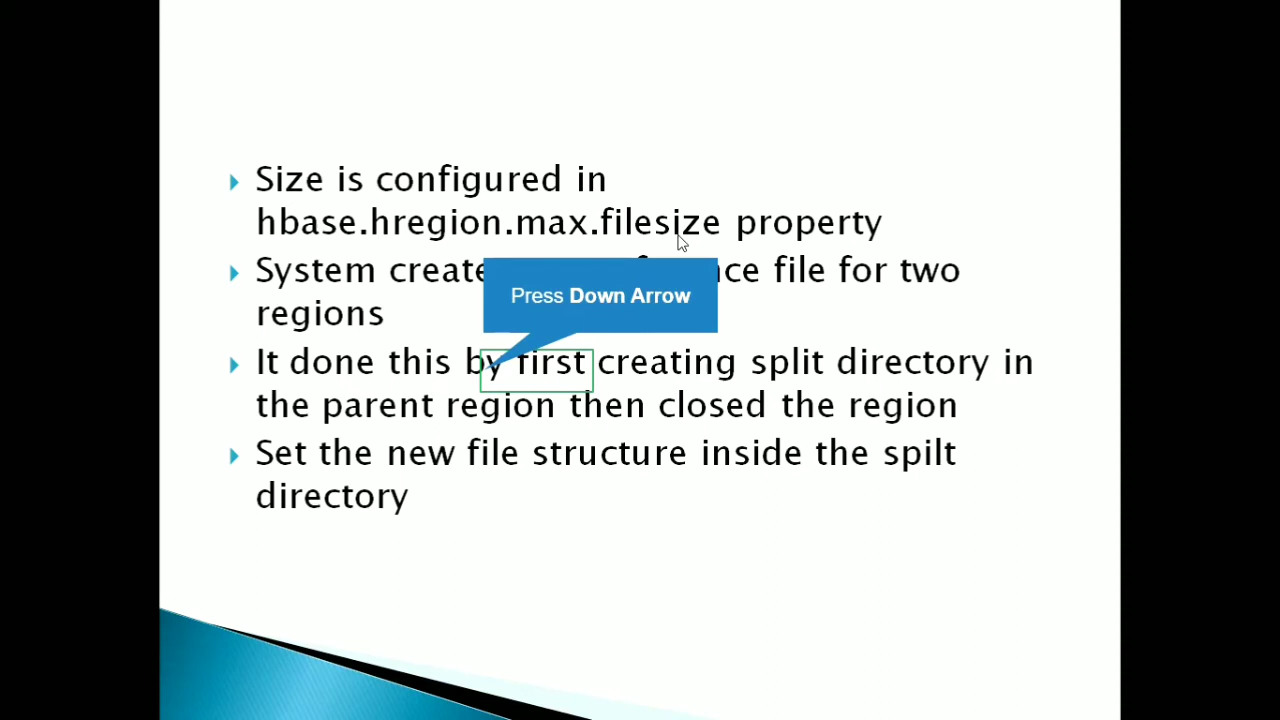 Size is configured in
hbase.hregion.max.filesize property
System create file for two
Press Down Arrow
regions
It done this by first creating split directory in
the parent region then closed the region
Set the new file structure inside the spilt
directory